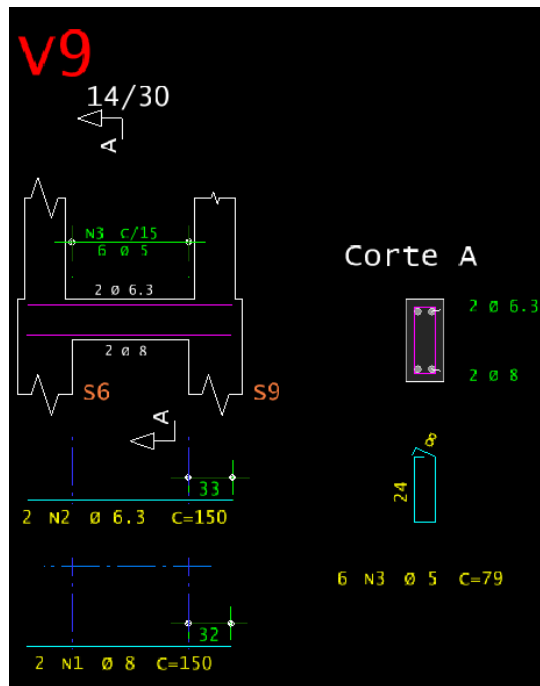 V9
14/30
A
N3 C/15
6 Ø 5
2 Ø 6.3
2 Ø 8
S6
S9
A
33
2 N2 Ø 6.3 C=150
32
2 N1 Ø 8 C=150
Corte A
2 Ø 6.3
2 Ø 8
8
24
6 N3 Ø 5 C=79